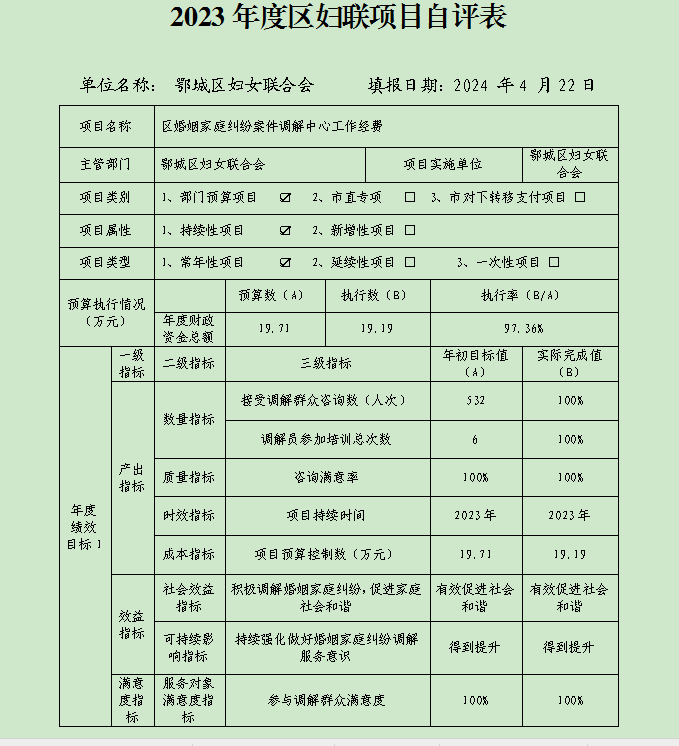 2023 年度区妇联项目自评表
单位名称： 鄂城区妇女联合会 填报日期：2024 年 4 月 22 日
项目名称 区婚姻家庭纠纷案件调解中心工作经费
主管部门 鄂城区妇女联合会 项目实施单位 鄂城区妇女联
合会
项目类别 1、部门预算项目 ☑ 2、市直专项 □ 3、市对下转移支付项目 □
项目属性 1、持续性项目 ☑ 2、新增性项目 □
项目类型 1、常年性项目 ☑ 2、延续性项目 □ 3、一次性项目 □
预算执行情况
（万元）
预算数（A） 执行数（B） 执行率（B/A）
年度财政
资金总额
19.71 19.19 97.36%
年度
绩效
目标 1
一级
指标
二级指标 三级指标 年初目标值
（A）
实际完成值
（B）
产出
指标
数量指标 接受调解群众咨询数（人次） 532 100%
调解员参加培训总次数 6 100%
质量指标 咨询满意率 100% 100%
时效指标 项目持续时间 2023 年 2023 年
成本指标 项目预算控制数（万元） 19.71 19.19
效益
指标
社会效益
指标
积极调解婚姻家庭纠纷，促进家庭
社会和谐
有效促进社会
和谐
有效促进社会
和谐
可持续影
响指标
持续强化做好婚姻家庭纠纷调解
服务意识
得到提升 得到提升
满意
度指
标
服务对象
满意度指
标
参与调解群众满意度 100% 100%